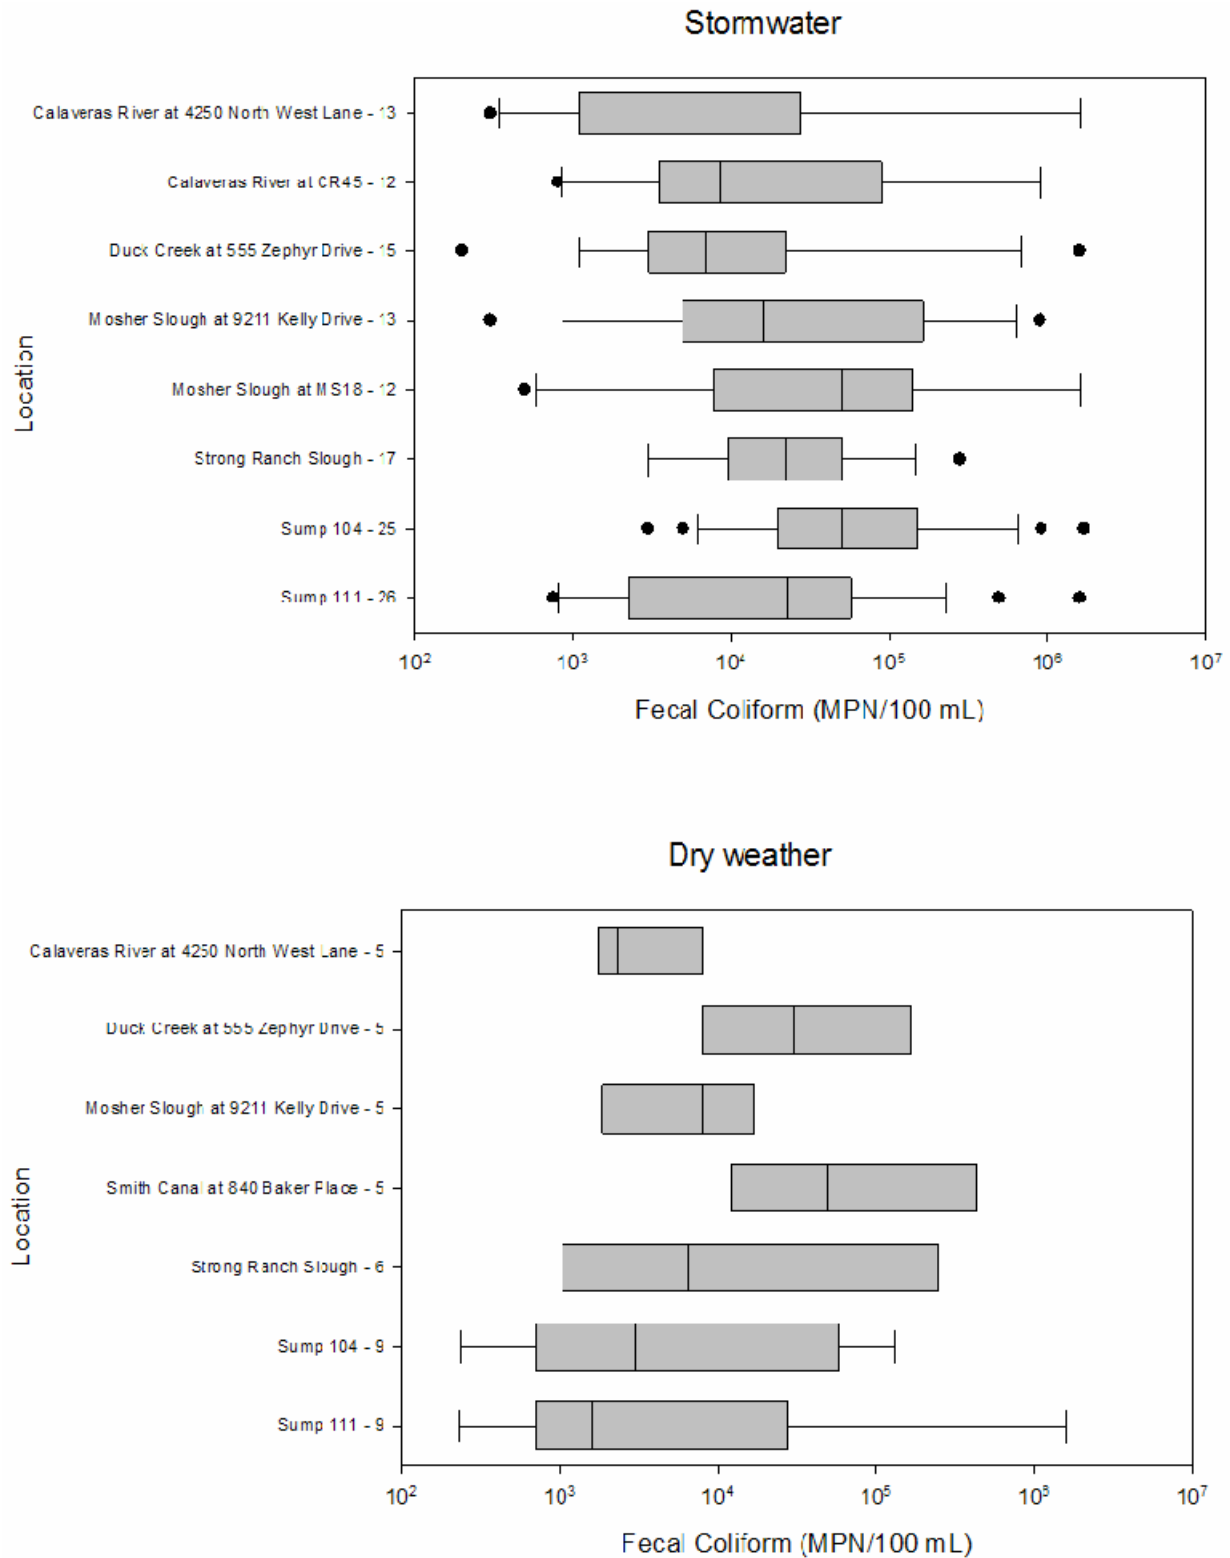 Stormwater
Calaveras River at 4250 North West Lane - 13
Calaveras River at CR45 - 12
Duck Creek at 555 Zephyr Drive - 15
Mosher Slough at 9211 Kelly Drive - 13
Mosher Slough at MS18 - 12
Strong Ranch Slough - 17
Sump 104 - 25
Sump 111 - 26
Location
10² 10³ 10⁴ 10⁵ 10⁶ 10⁷
Fecal Coliform (MPN/100 mL)
Dry weather
Calaveras River at 4250 North West Lane - 5
Duck Creek at 555 Zephyr Drive - 5
Mosher Slough at 9211 Kelly Drive - 5
Smith Canal at 840 Baker Place - 5
Strong Ranch Slough - 6
Sump 104 - 9
Sump 111 - 9
Location
10² 10³ 10⁴ 10⁵ 10⁶ 10⁷
Fecal Coliform (MPN/100 mL)